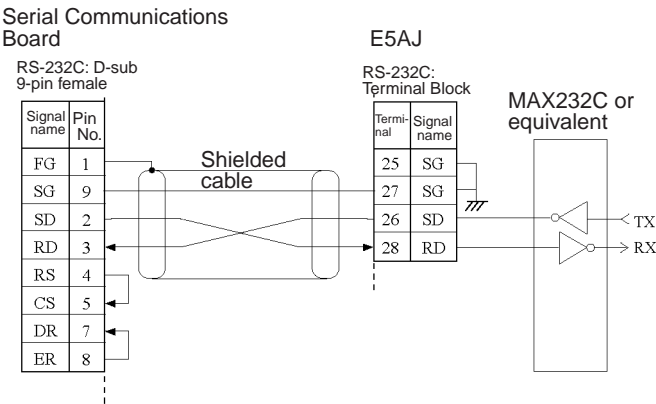 Serial Communications
Board
E5AJ
RS-232C: D-sub
9-pin female
RS-232C:
Terminal Block
MAX232C or
equivalent
Signal name Pin No.
FG 1
SG 9
SD 2
RD 3
RS 4
CS 5
DR 7
ER 8
Shielded
cable
Termi-nal Signal name
25 SG
27 SG
26 SD
28 RD
TX
RX